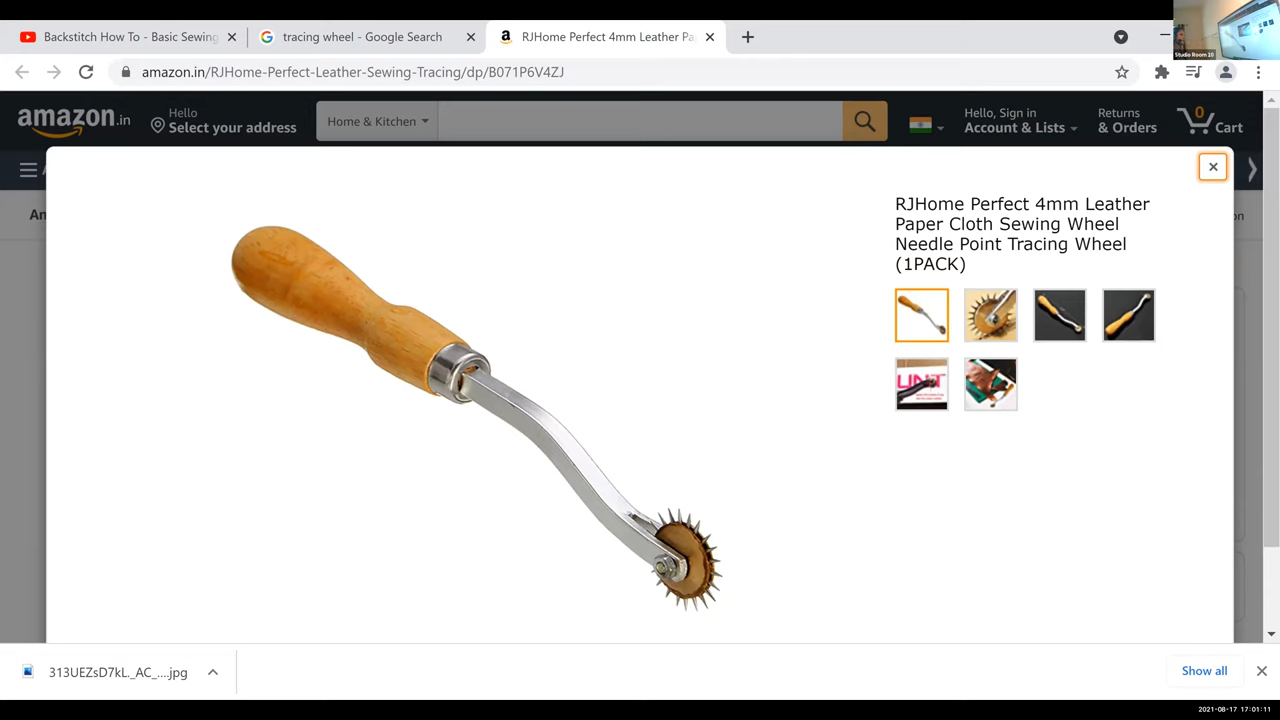 Backstitch How To - Basic Sewing
tracing wheel - Google Search
RJHome Perfect 4mm Leather Pa
Studio Room 10
amazon.in/RJHome-Perfect-Leather-Sewing-Tracing/dp/B071P6V4ZJ
amazon.in
Hello
Select your address
Home & Kitchen
Hello, Sign in
Account & Lists
Returns
& Orders
0
Cart
RJHome Perfect 4mm Leather
Paper Cloth Sewing Wheel
Needle Point Tracing Wheel
(1PACK)
313UEZsD7kL._AC_....jpg
Show all
2021-08-17 17:01:11